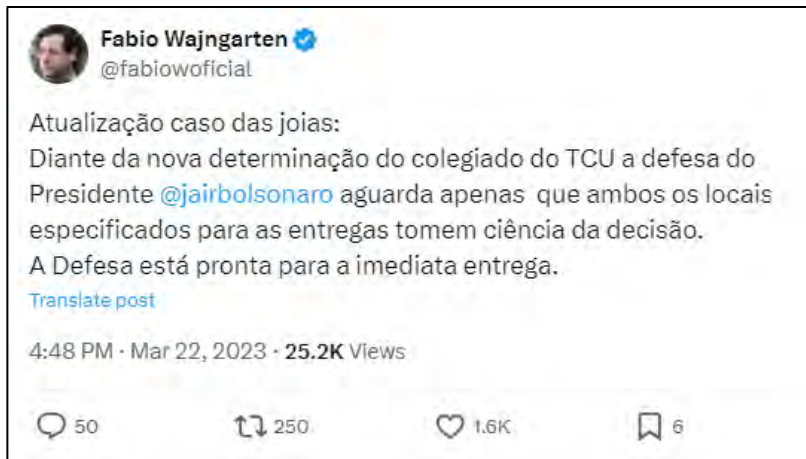 Fabio Wajngarten
@fabiowoficial
Atualização caso das joias:
Diante da nova determinação do colegiado do TCU a defesa do
Presidente @jairbolsonaro aguarda apenas  que ambos os locais
especificados para as entregas tomem ciência da decisão.
A Defesa está pronta para a imediata entrega.
Translate post
4:48 PM · Mar 22, 2023 · 25.2K Views
50 250 1.6K 6